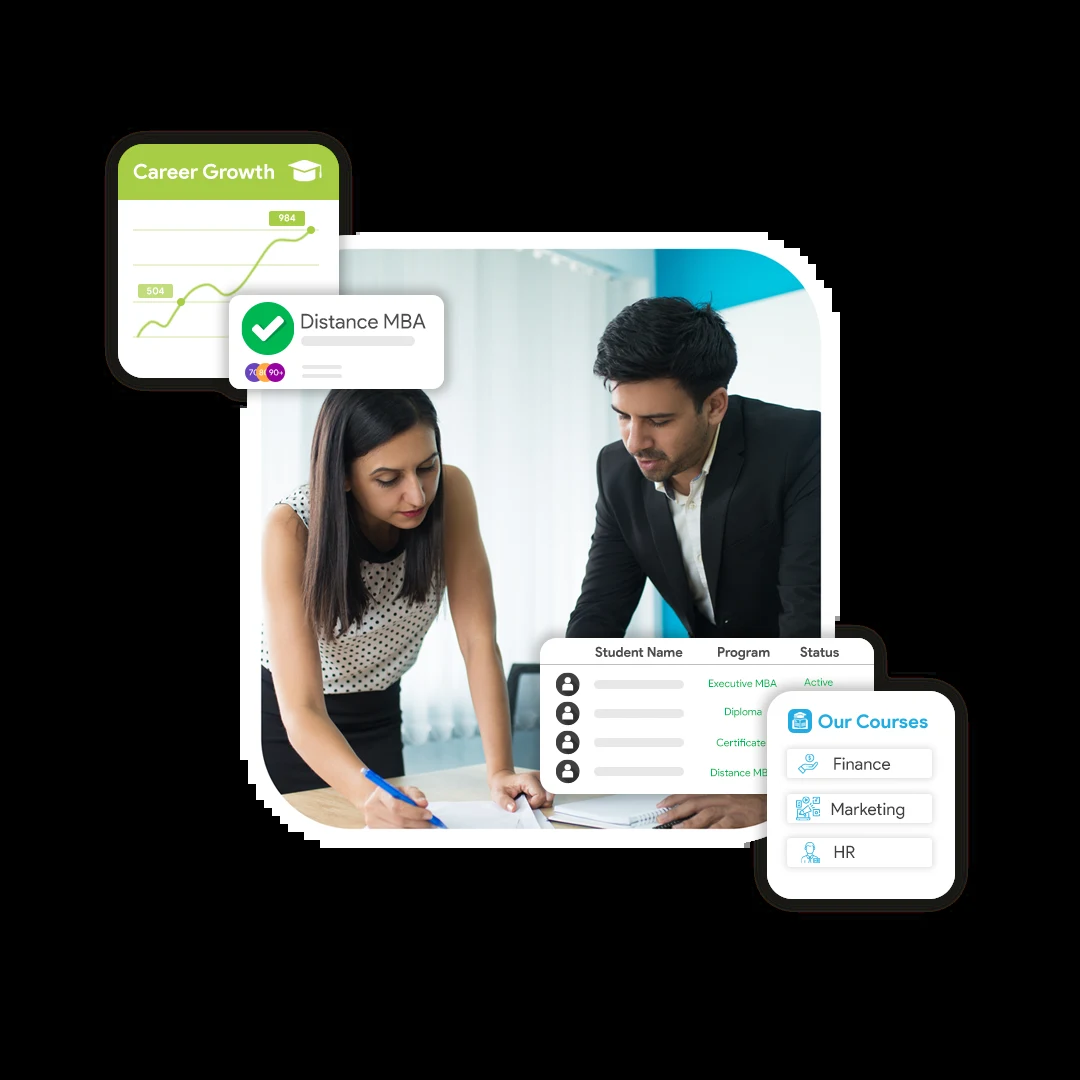 Career Growth
984
504
Distance MBA
90+
Student Name Program Status
Executive MBA Active
Diploma
Certificate
Distance
Our Courses
Finance
Marketing
HR